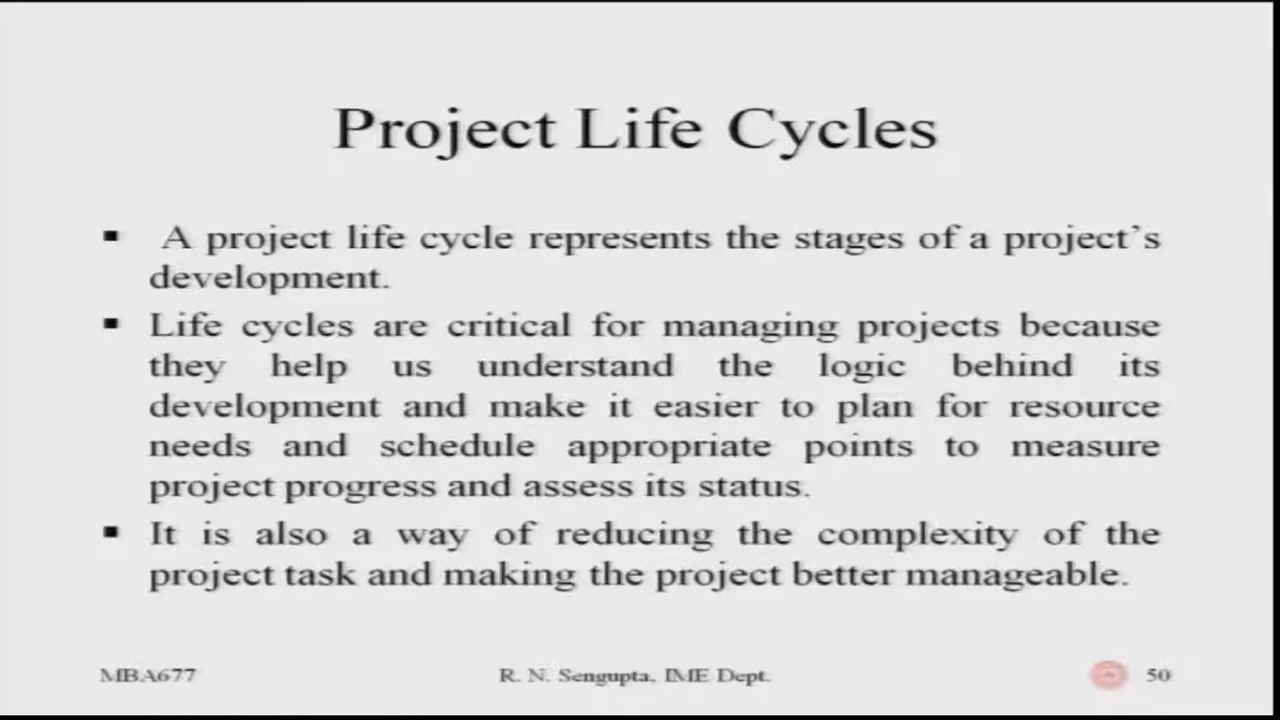 Project Life Cycles
▪ A project life cycle represents the stages of a project's
development.
▪ Life cycles are critical for managing projects because
they help us understand the logic behind its
development and make it easier to plan for resource
needs and schedule appropriate points to measure
project progress and assess its status.
▪ It is also a way of reducing the complexity of the
project task and making the project better manageable.
MBA677 R. N. Sengupta, IME Dept. 50